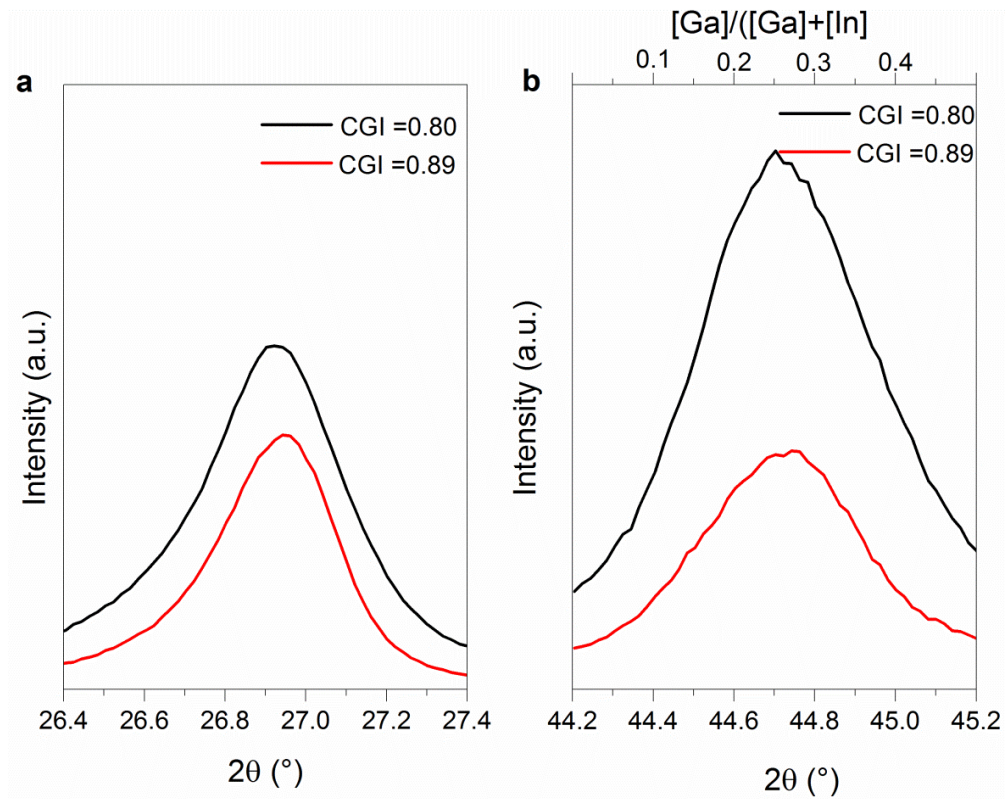 a
CGI =0.80
CGI =0.89
Intensity (a.u.)
26.4 26.6 26.8 27.0 27.2 27.4
2θ (°)
b
[Ga]/([Ga]+[In]
0.1 0.2 0.3 0.4
CGI =0.80
CGI =0.89
Intensity (a.u.)
44.2 44.4 44.6 44.8 45.0 45.2
2θ (°)